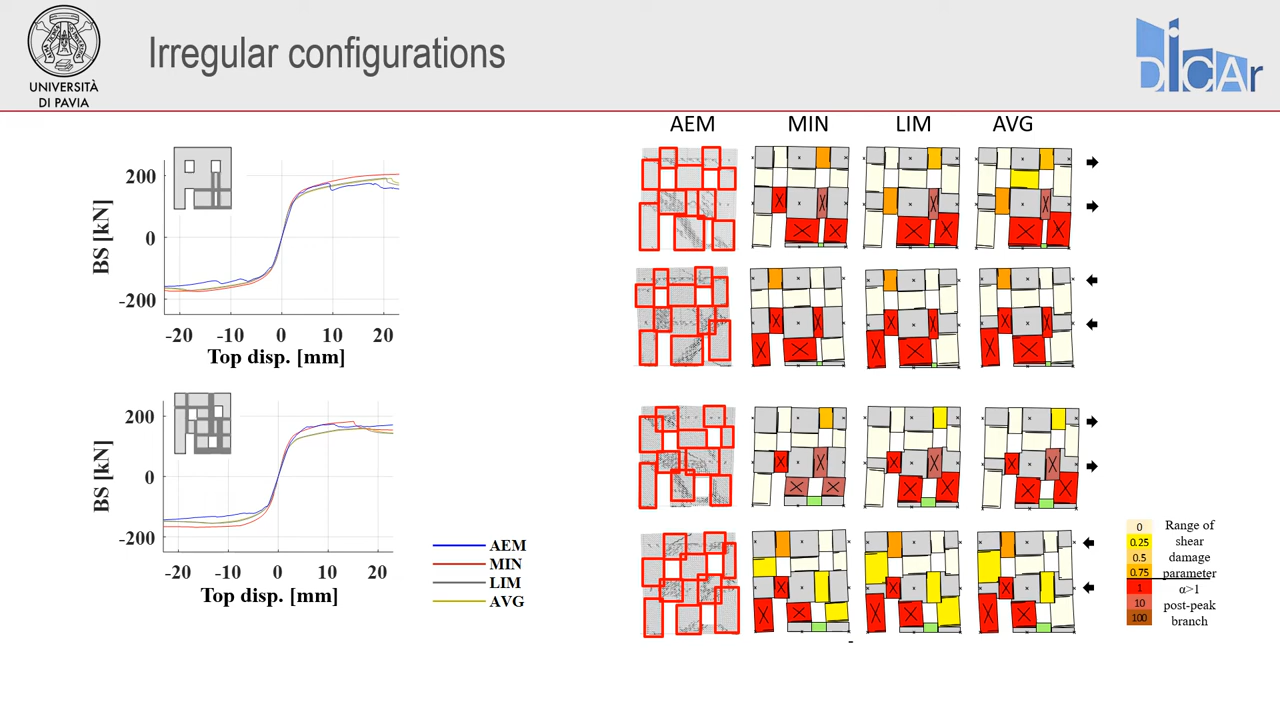 Irregular configurations
UNIVERSITÀ
DI PAVIA
DICAr
AEM MIN LIM AVG
200
0
-200
BS [kN]
-20 -10 0 10 20
Top disp. [mm]
200
0
-200
BS [kN]
-20 -10 0 10 20
Top disp. [mm]
AEM
MIN
LIM
AVG
0
0.25
0.5
0.75
1
10
100
Range of
shear
damage
parameter
α>1
post-peak
branch